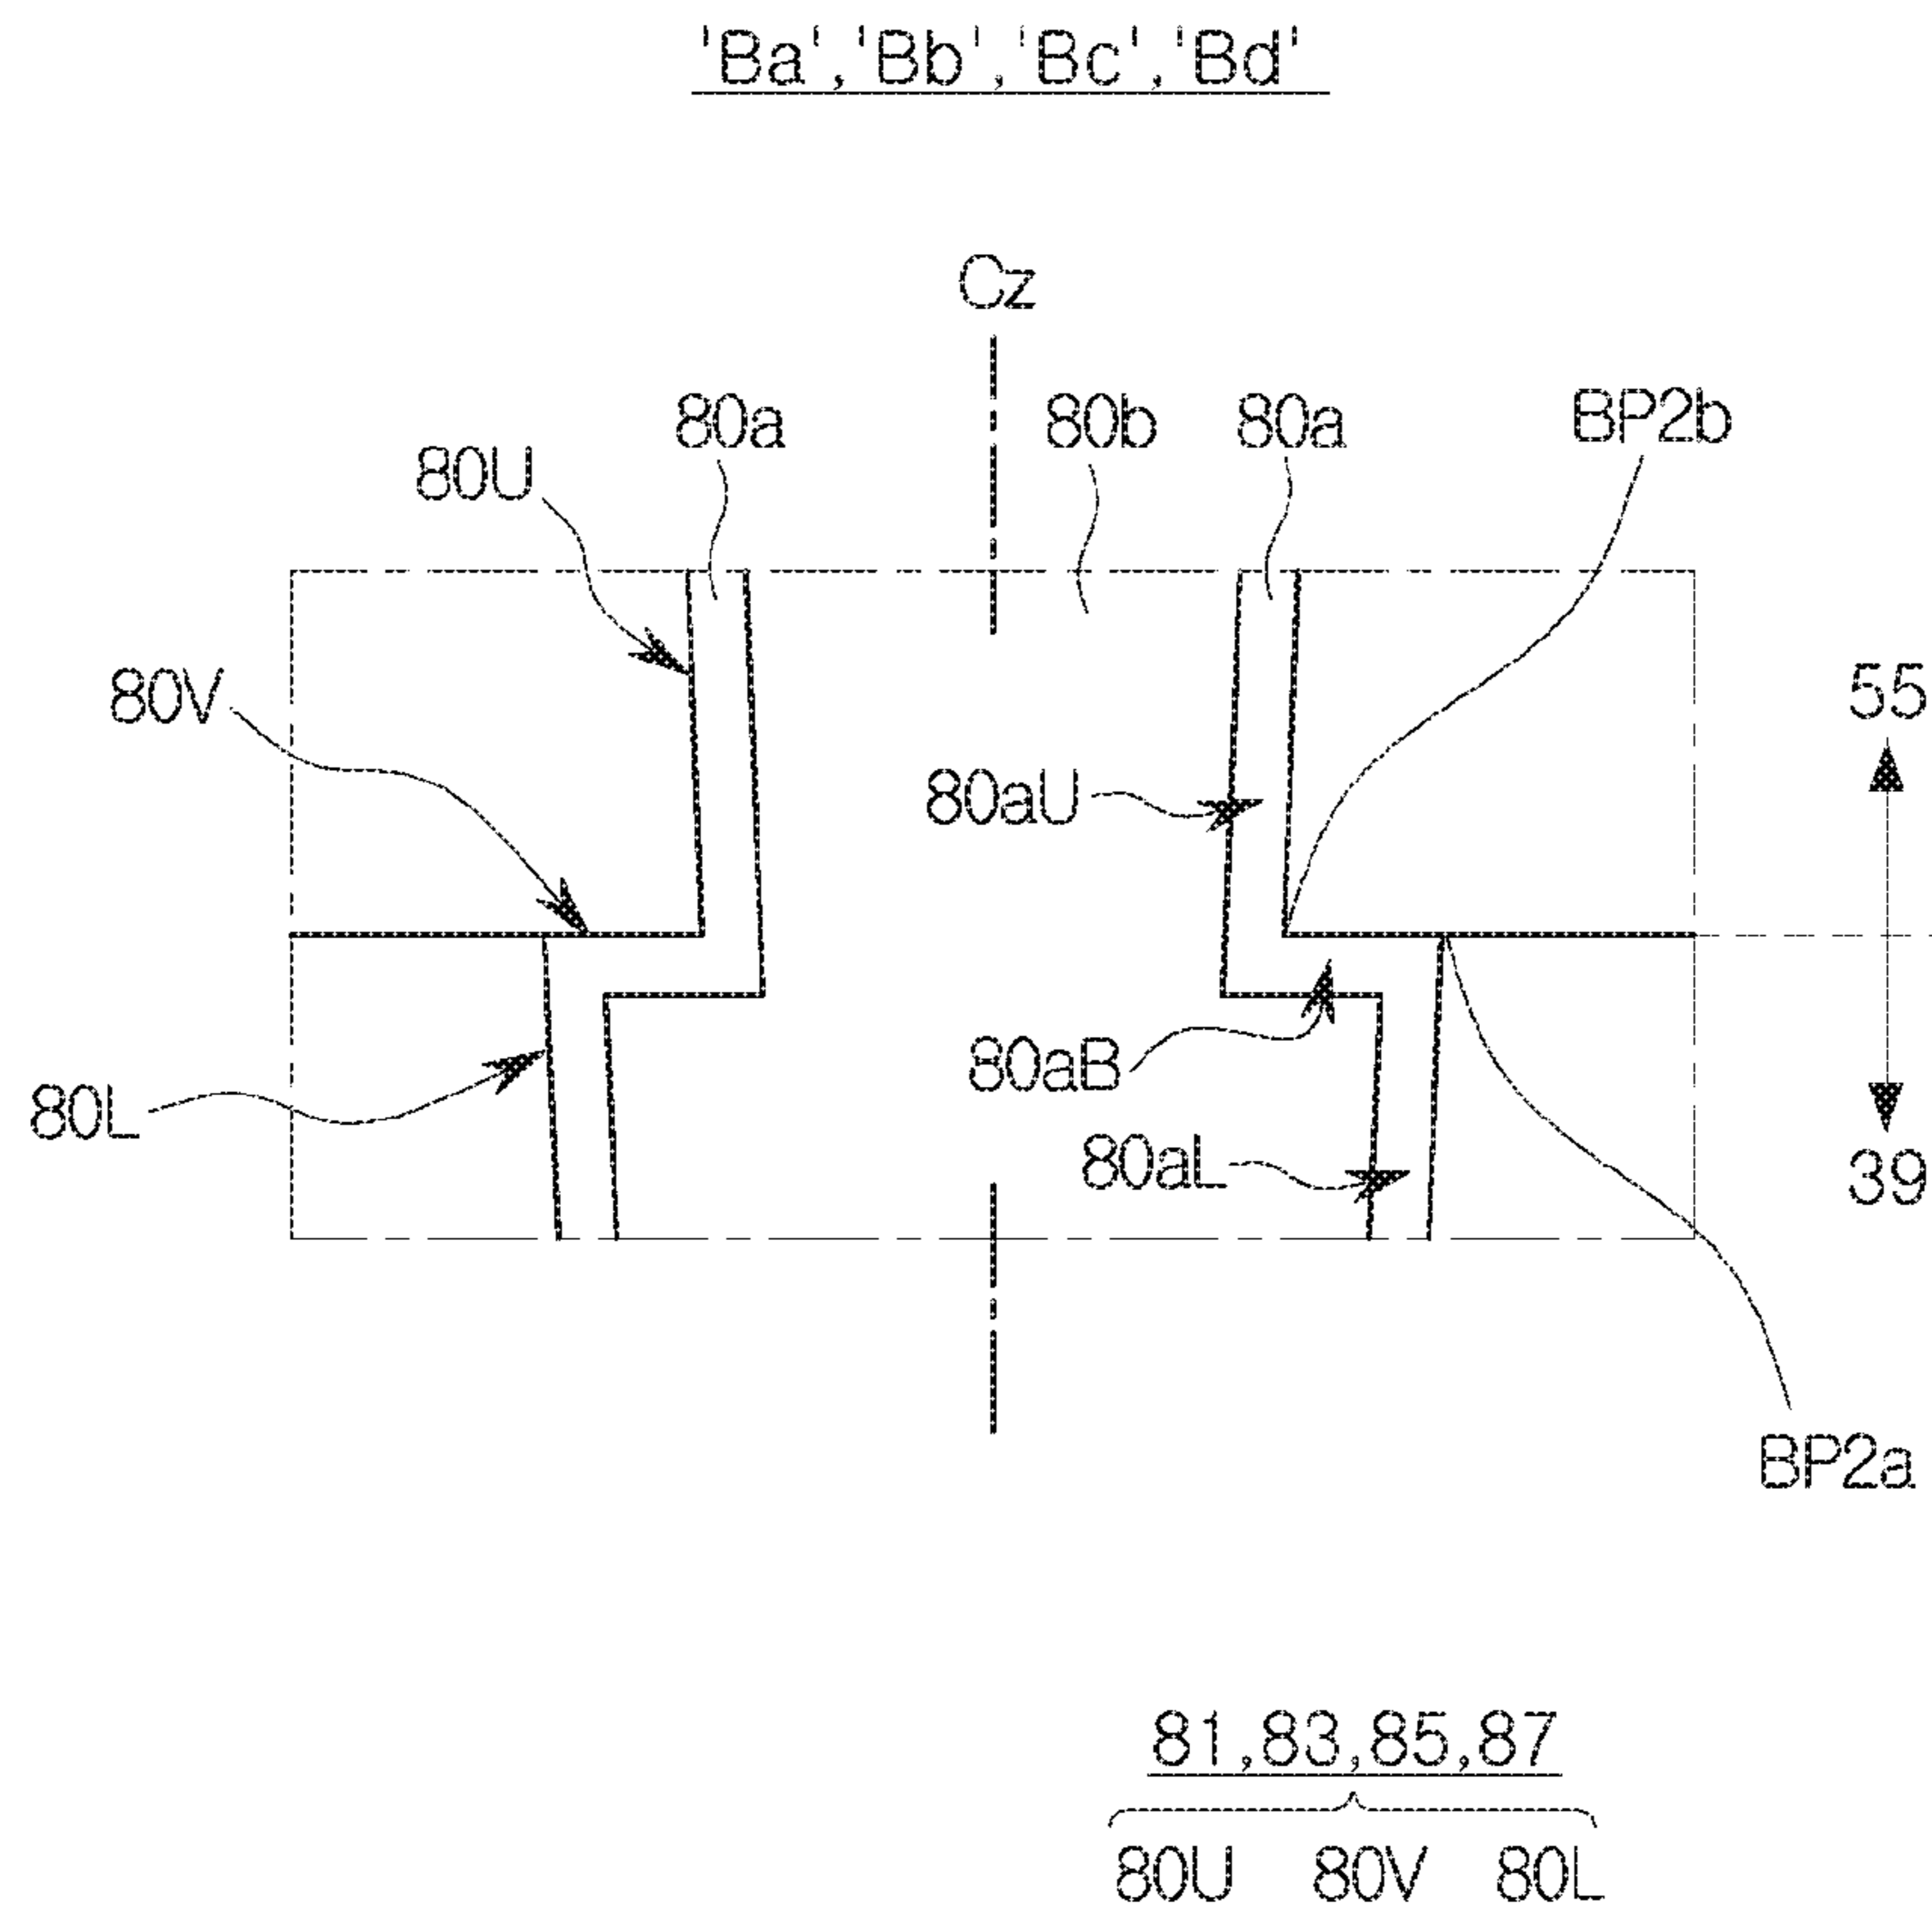 'Ba','Bb','Bc','Bd'
Cz
80a 80b 80a BP2b
80U
80V
55
80aU
80aB
80L
80aL
39
BP2a
81,83,85,87
80U 80V 80L